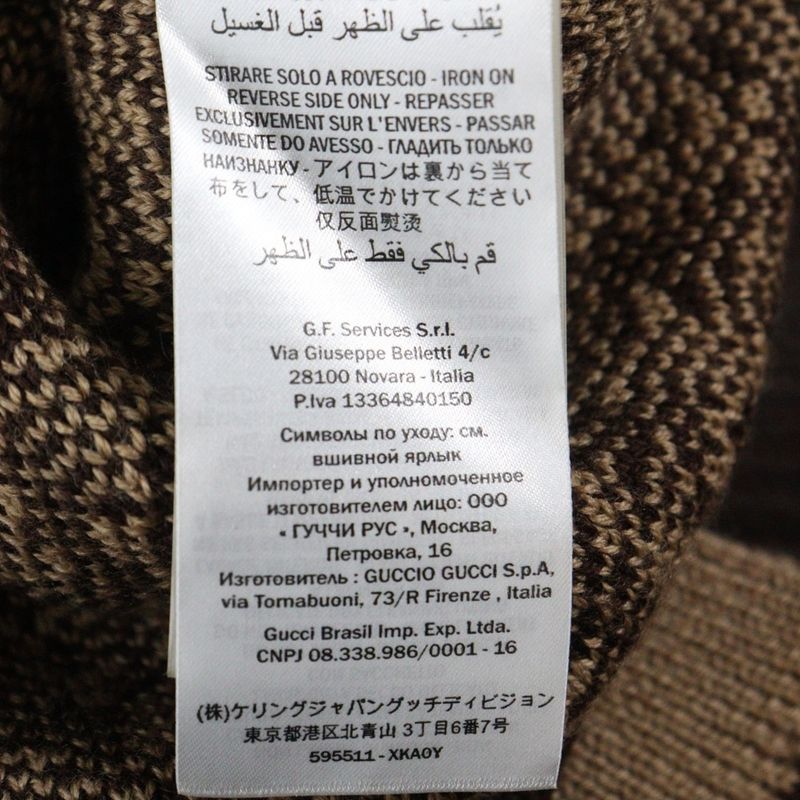 يُقلب على الظهر قبل الغسيل
STIRARE SOLO A ROVESCIO - IRON ON
REVERSE SIDE ONLY - REPASSER
EXCLUSIVEMENT SUR L'ENVERS - PASSAR
SOMENTE DO AVESSO - ГЛАДИТЬ ТОЛЬКО
НАИЗНАНКУ - アイロンは裏から当て
布をして、低温でかけてください
仅反面熨烫
قم بالكي فقط على الظهر
G.F. Services S.r.l.
Via Giuseppe Belletti 4/c
28100 Novara - Italia
P.Iva 13364840150
Символы по уходу: см.
вшивной ярлык
Импортер и уполномоченное
изготовителем лицо: ООО
« ГУЧЧИ РУС », Москва,
Петровка, 16
Изготовитель : GUCCIO GUCCI S.p.A,
via Tornabuoni, 73/R Firenze , Italia
Gucci Brasil Imp. Exp. Ltda.
CNPJ 08.338.986/0001 - 16
(株)ケリングジャパングッチディビジョン
東京都港区北青山3丁目6番7号
595511 - XKA0Y